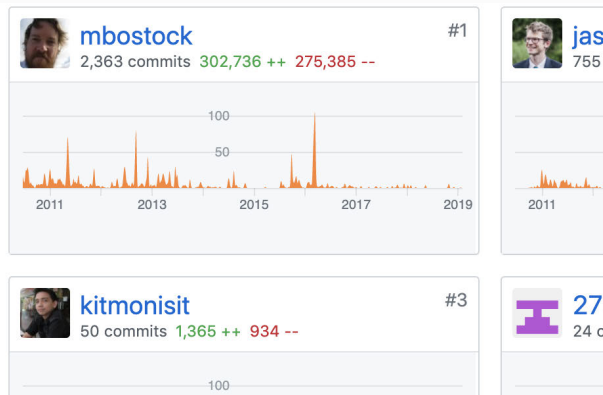 mbostock #1
2,363 commits 302,736 ++ 275,385 --
100
50
2011 2013 2015 2017 2019
jas
755
2011
kitmonisit #3
50 commits 1,365 ++ 934 --
100
27
24 c